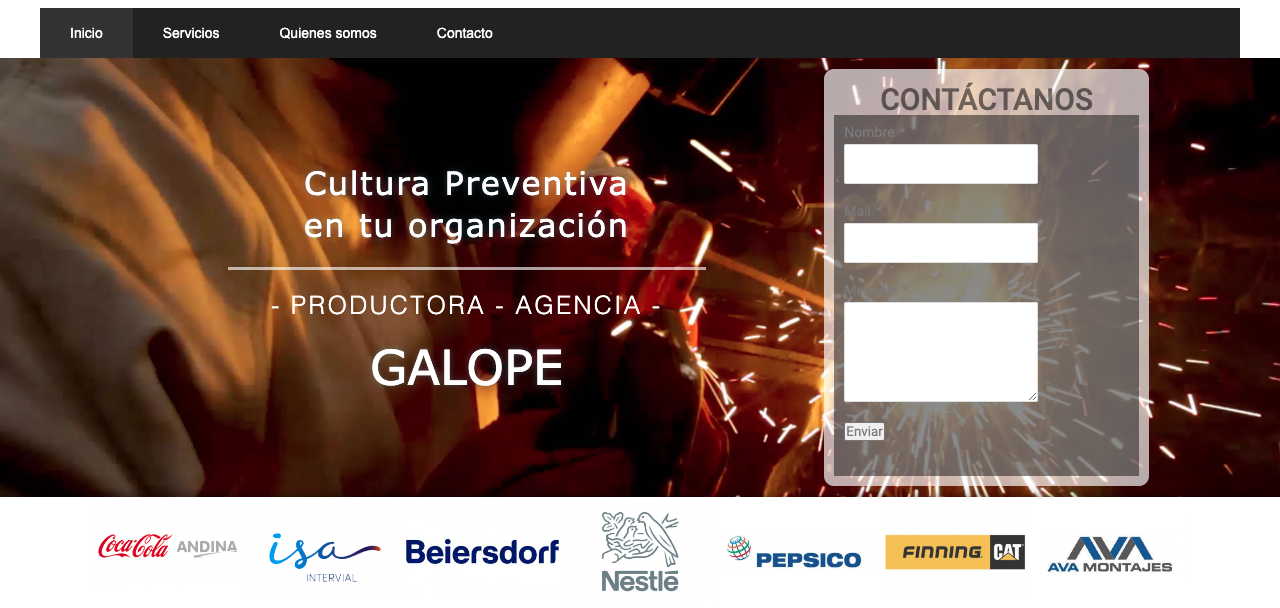 Inicio
Servicios
Quienes somos
Contacto
Cultura Preventiva
en tu organización
- PRODUCTORA - AGENCIA -
GALOPE
CONTÁCTANOS
Nombre *
Mail *
Enviar
Coca-Cola ANDINA
isa
INTERVIAL
Beiersdorf
Nestlé
PEPSICO
FINNING CAT
AVA
AVA MONTAJES